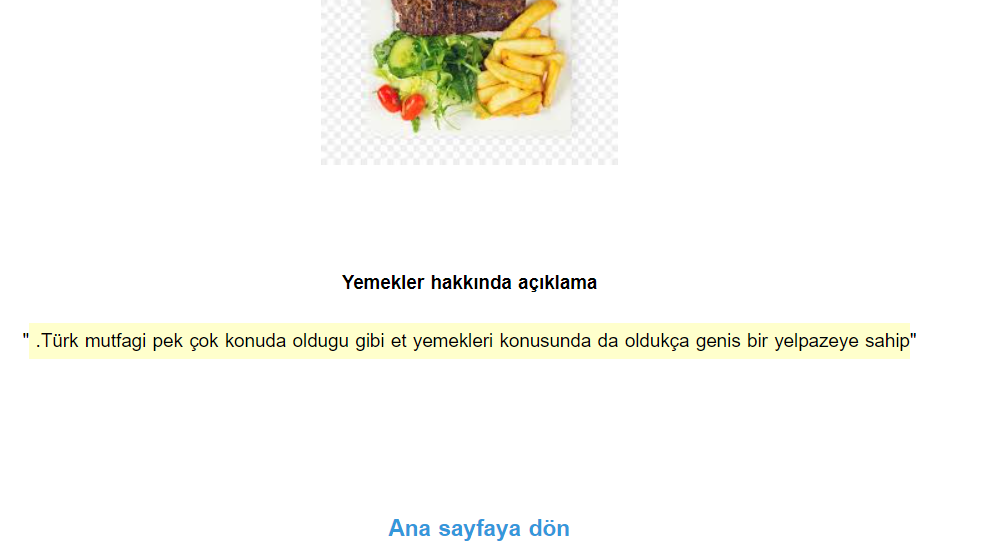 Yemekler hakkında açıklama
" .Türk mutfagi pek çok konuda oldugu gibi et yemekleri konusunda da oldukça genis bir yelpazeye sahip"
Ana sayfaya dön